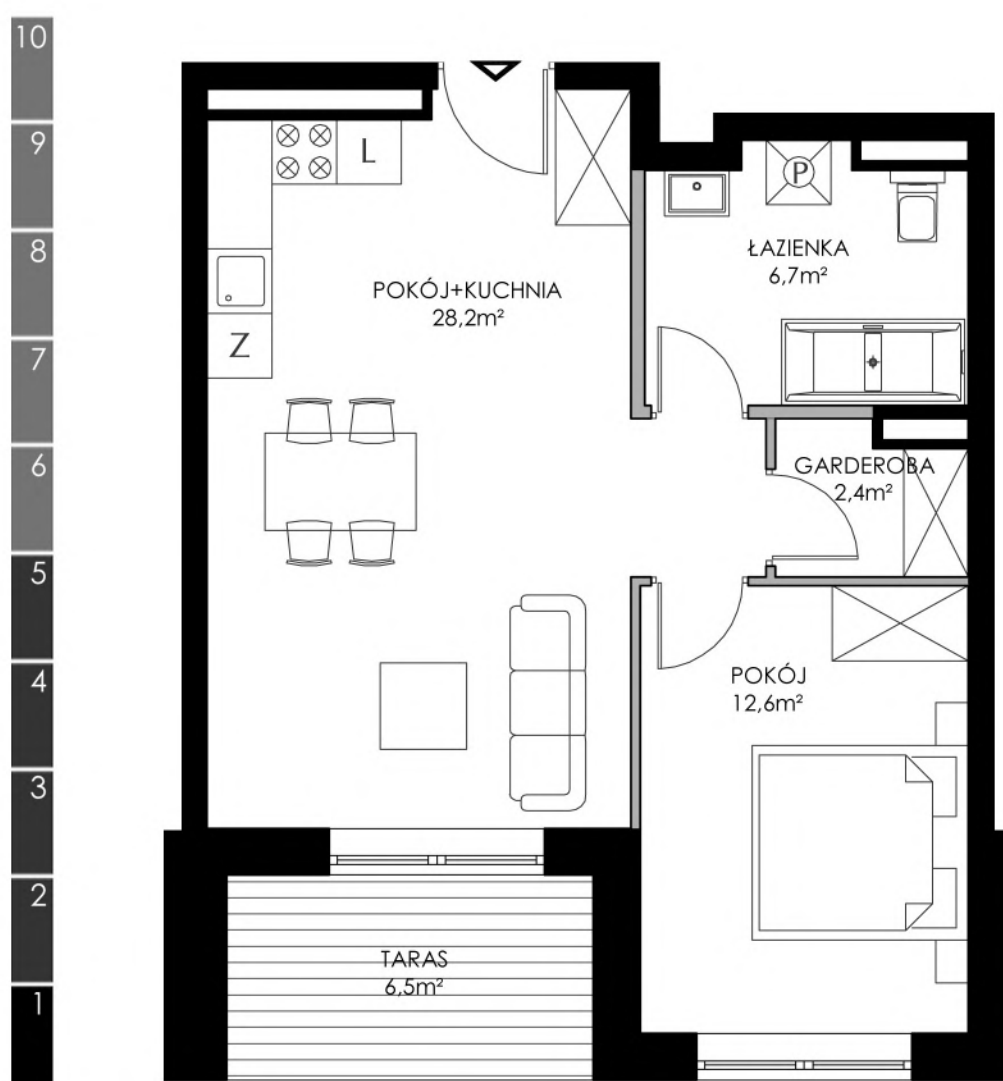 10
9
8
7
6
5
4
3
2
1
L
P
ŁAZIENKA
6,7m²
POKÓJ+KUCHNIA
28,2m²
Z
GARDEROBA
2,4m²
POKÓJ
12,6m²
TARAS
6,5m²